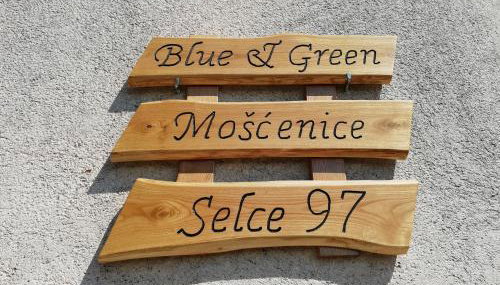 Blue & Green
Mošćenice
Selce 97